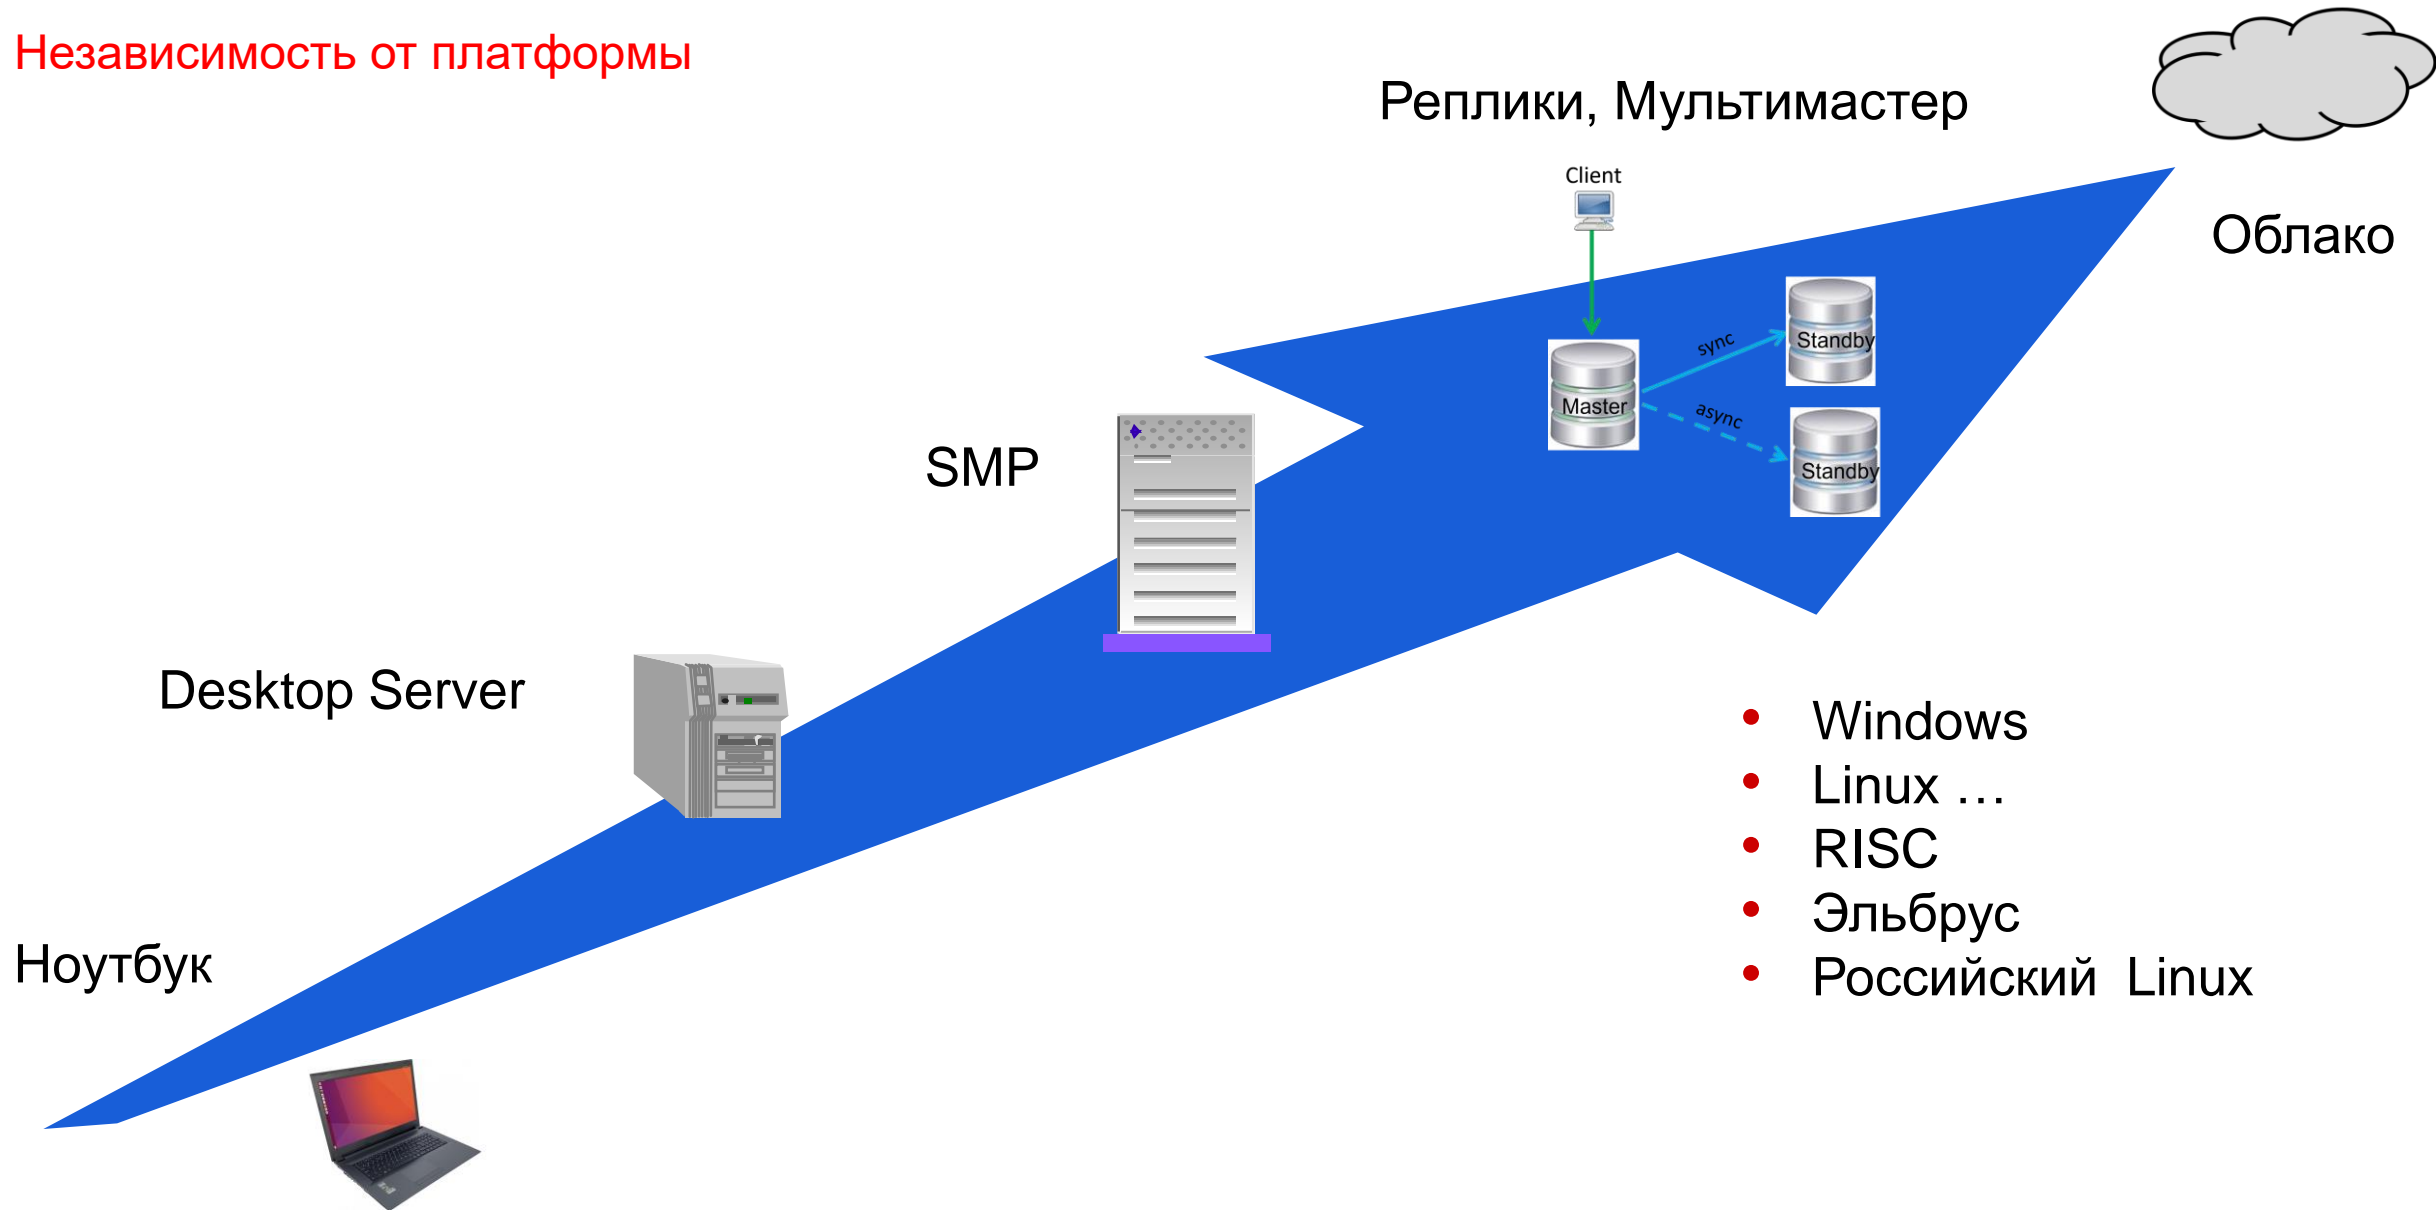 Независимость от платформы
Реплики, Мультимастер
Client
Облако
sync
Standby
Master
async
Standby
SMP
Desktop Server
Ноутбук
• Windows
• Linux …
• RISC
• Эльбрус
• Российский Linux